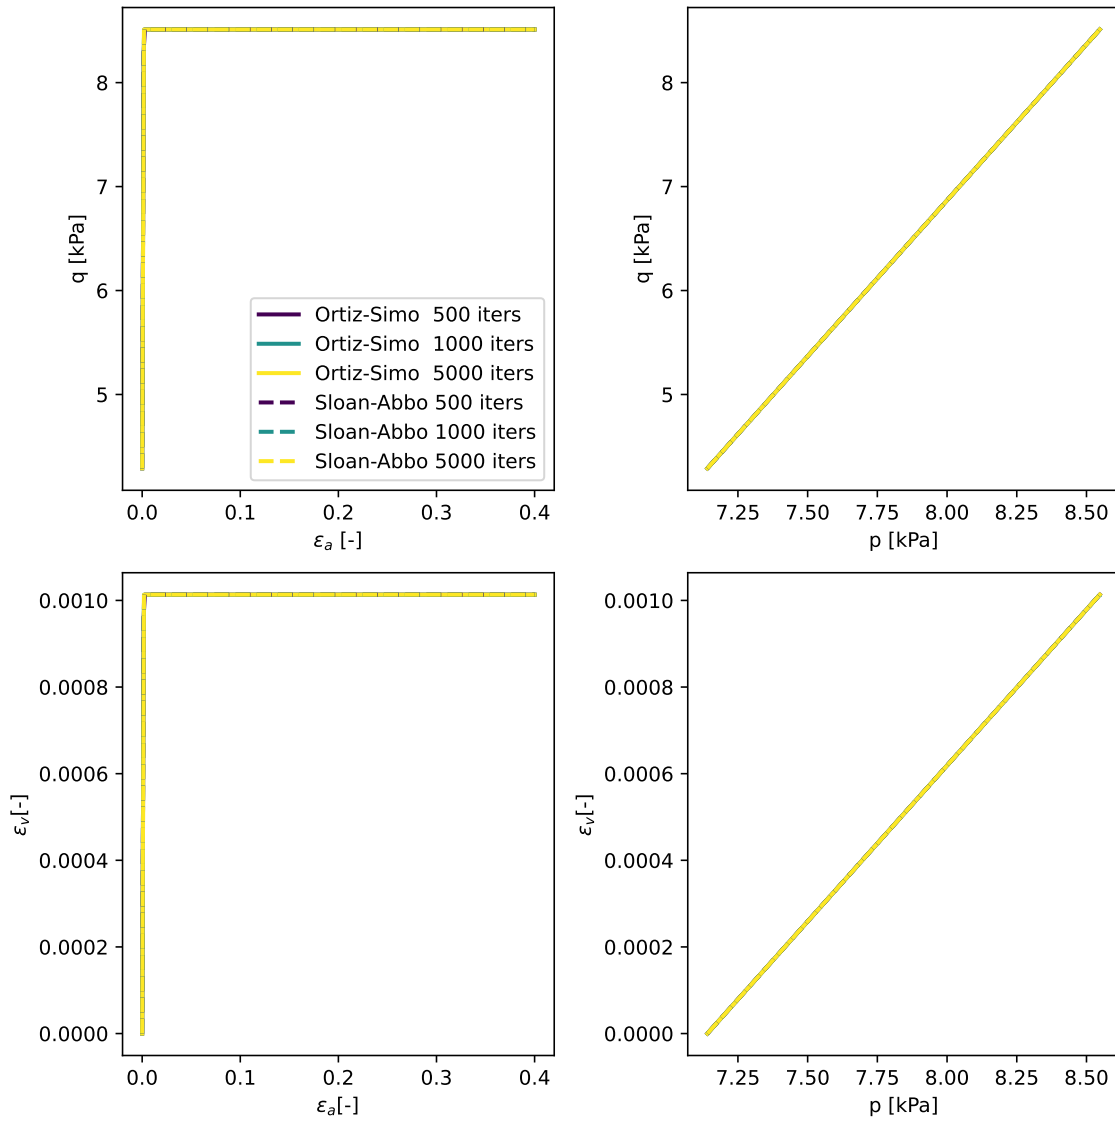 8
7
6
5
q [kPa]
0.0 0.1 0.2 0.3 0.4
εa [-]
Ortiz-Simo 500 iters
Ortiz-Simo 1000 iters
Ortiz-Simo 5000 iters
Sloan-Abbo 500 iters
Sloan-Abbo 1000 iters
Sloan-Abbo 5000 iters
8
7
6
5
q [kPa]
7.25 7.50 7.75 8.00 8.25 8.50
p [kPa]
0.0010
0.0008
0.0006
0.0004
0.0002
0.0000
εv[-]
0.0 0.1 0.2 0.3 0.4
εa[-]
0.0010
0.0008
0.0006
0.0004
0.0002
0.0000
εv[-]
7.25 7.50 7.75 8.00 8.25 8.50
p [kPa]